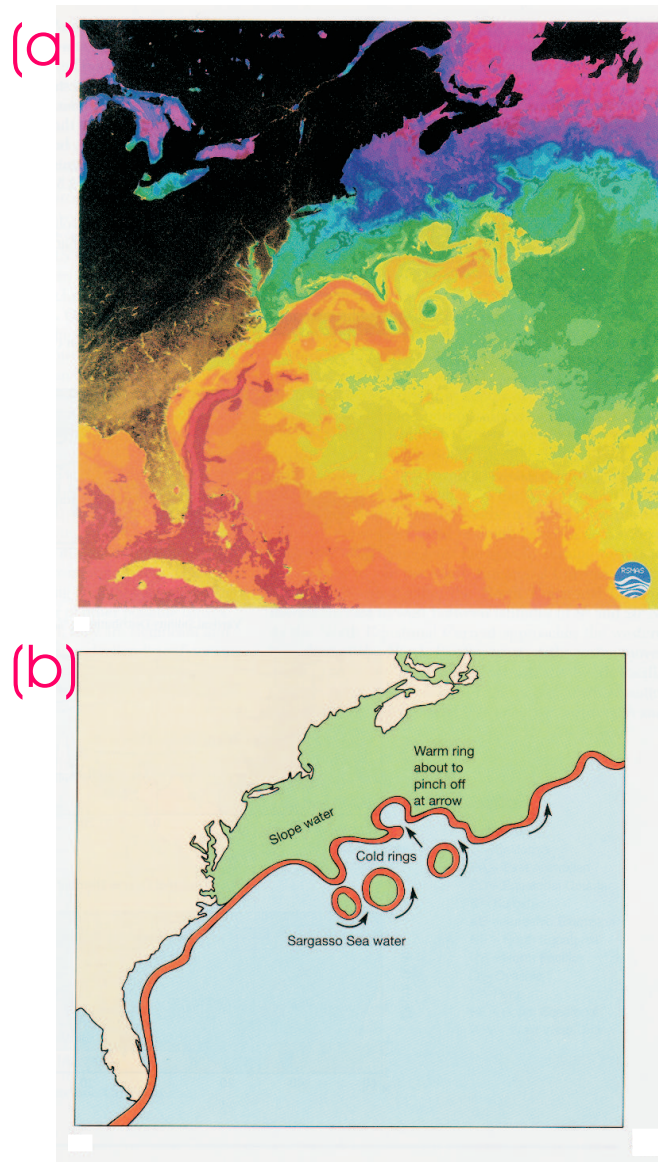 (a)
RSMAS
(b)
Warm ring
about to
pinch off
at arrow
Slope water
Cold rings
Sargasso Sea water